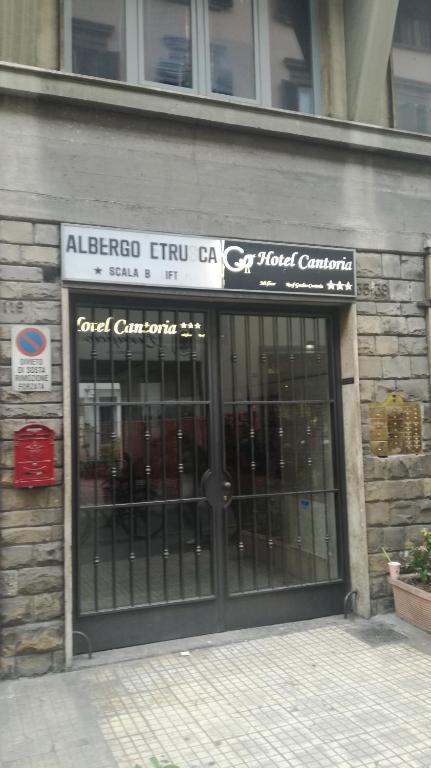 ALBERGO ETRU CA
★ SCALA B IFT
Hotel Cantoria
★★★
Hotel Cantoria ★★★
DIVIETO
DI SOSTA
RIMOZIONE
FORZATA